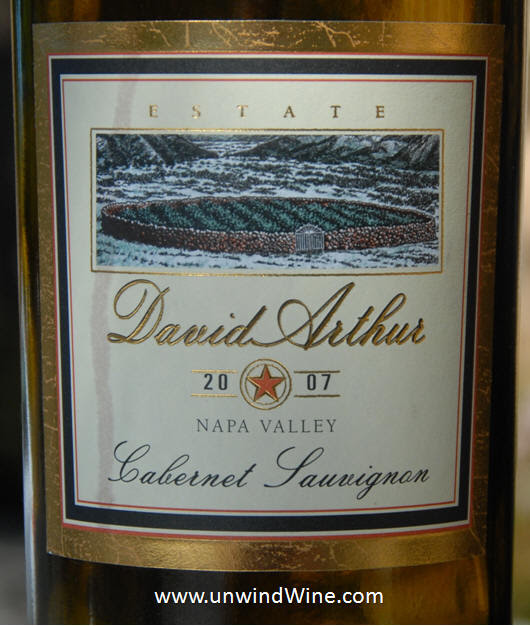 ESTATE
David Arthur
20 07
NAPA VALLEY
Cabernet Sauvignon
www.unwindWine.com